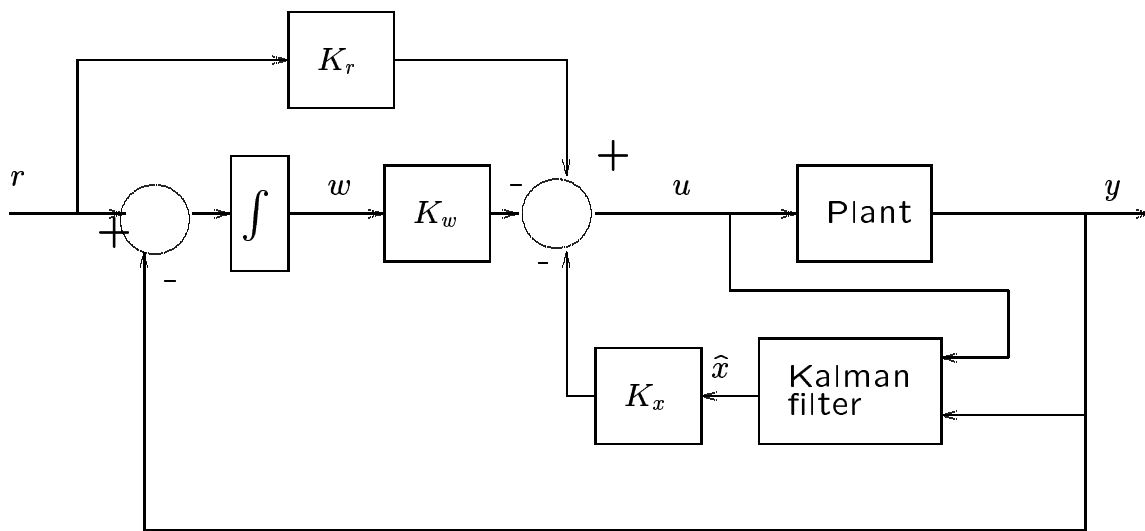 K_r
+
r
w
-
u
y
∫
K_w
Plant
+
-
-
K_x
x̂
Kalman
filter